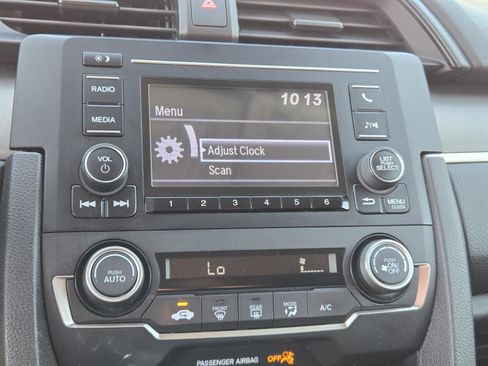 RADIO
MEDIA
VOL
10 13
Menu
Adjust Clock
Scan
1 2 3 4 5 6
LIST
PUSH
SELECT
MENU
CLOCK
PUSH
AUTO
Lo
PUSH
ON/
OFF
FRONT
REAR
MODE
A/C
PASSENGER AIRBAG OFF